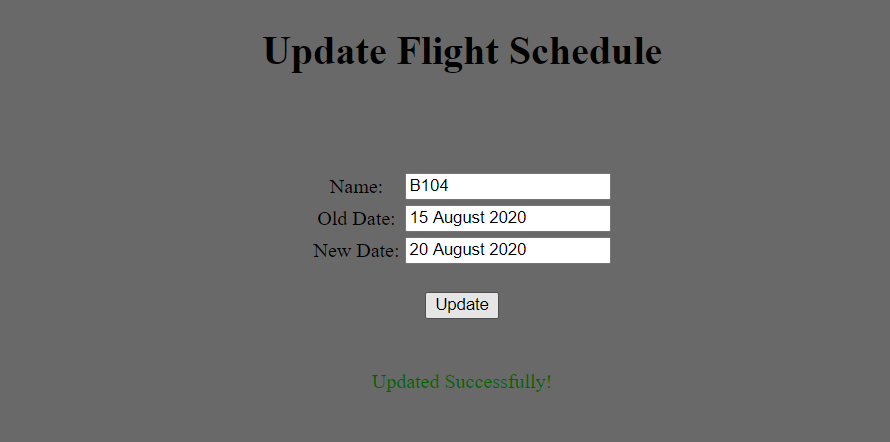 Update Flight Schedule
Name: B104
Old Date: 15 August 2020
New Date: 20 August 2020
Update
Updated Successfully!